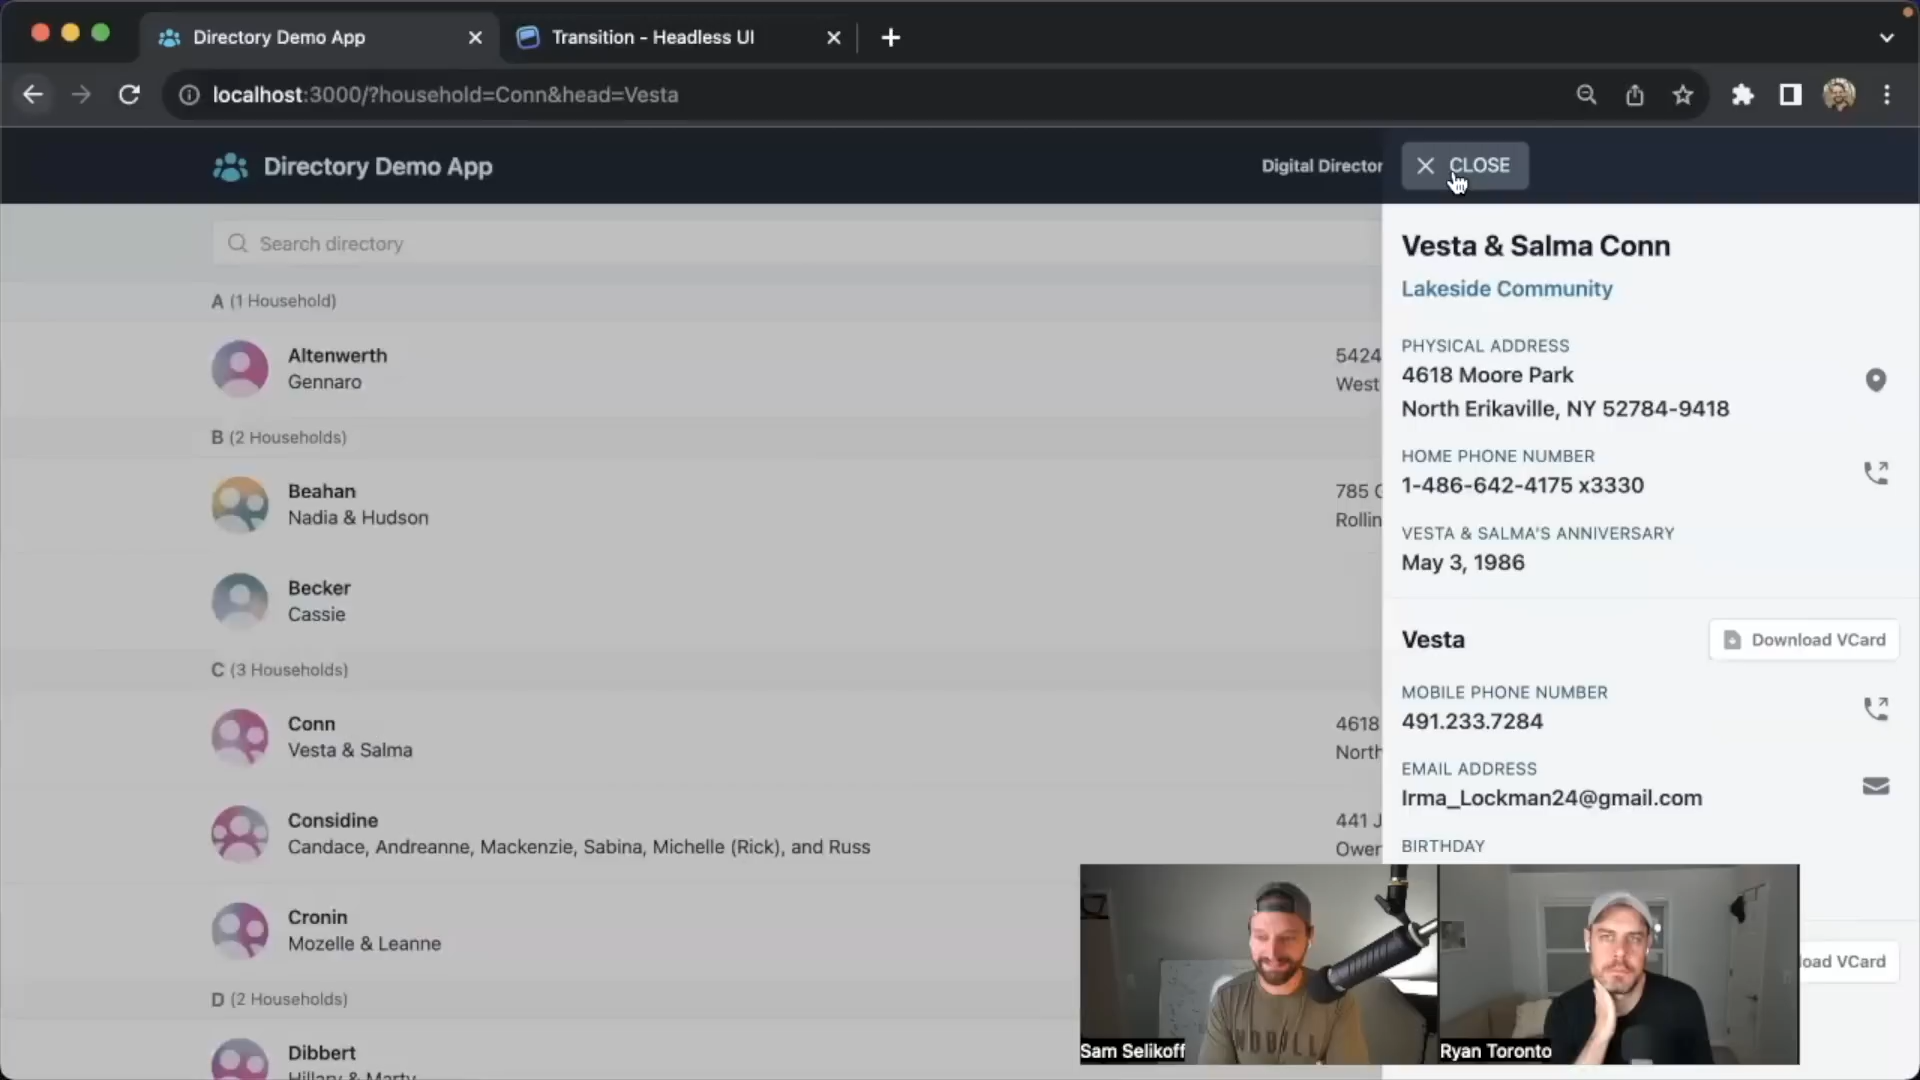 Directory Demo App
Transition - Headless UI
localhost:3000/?household=Conn&head=Vesta
Directory Demo App
Digital Director
CLOSE
Search directory
A (1 Household)
Altenwerth
Gennaro
5424
West
B (2 Households)
Beahan
Nadia & Hudson
785
Rollin
Becker
Cassie
C (3 Households)
Conn
Vesta & Salma
4618
North
Considine
Candace, Andreanne, Mackenzie, Sabina, Michelle (Rick), and Russ
441 J
Ower
Cronin
Mozelle & Leanne
D (2 Households)
Dibbert
Hillary & Marty
Vesta & Salma Conn
Lakeside Community
PHYSICAL ADDRESS
4618 Moore Park
North Erikaville, NY 52784-9418
HOME PHONE NUMBER
1-486-642-4175 x3330
VESTA & SALMA'S ANNIVERSARY
May 3, 1986
Vesta
Download VCard
MOBILE PHONE NUMBER
491.233.7284
EMAIL ADDRESS
Irma_Lockman24@gmail.com
BIRTHDAY
load VCard
Sam Selikoff
Ryan Toronto